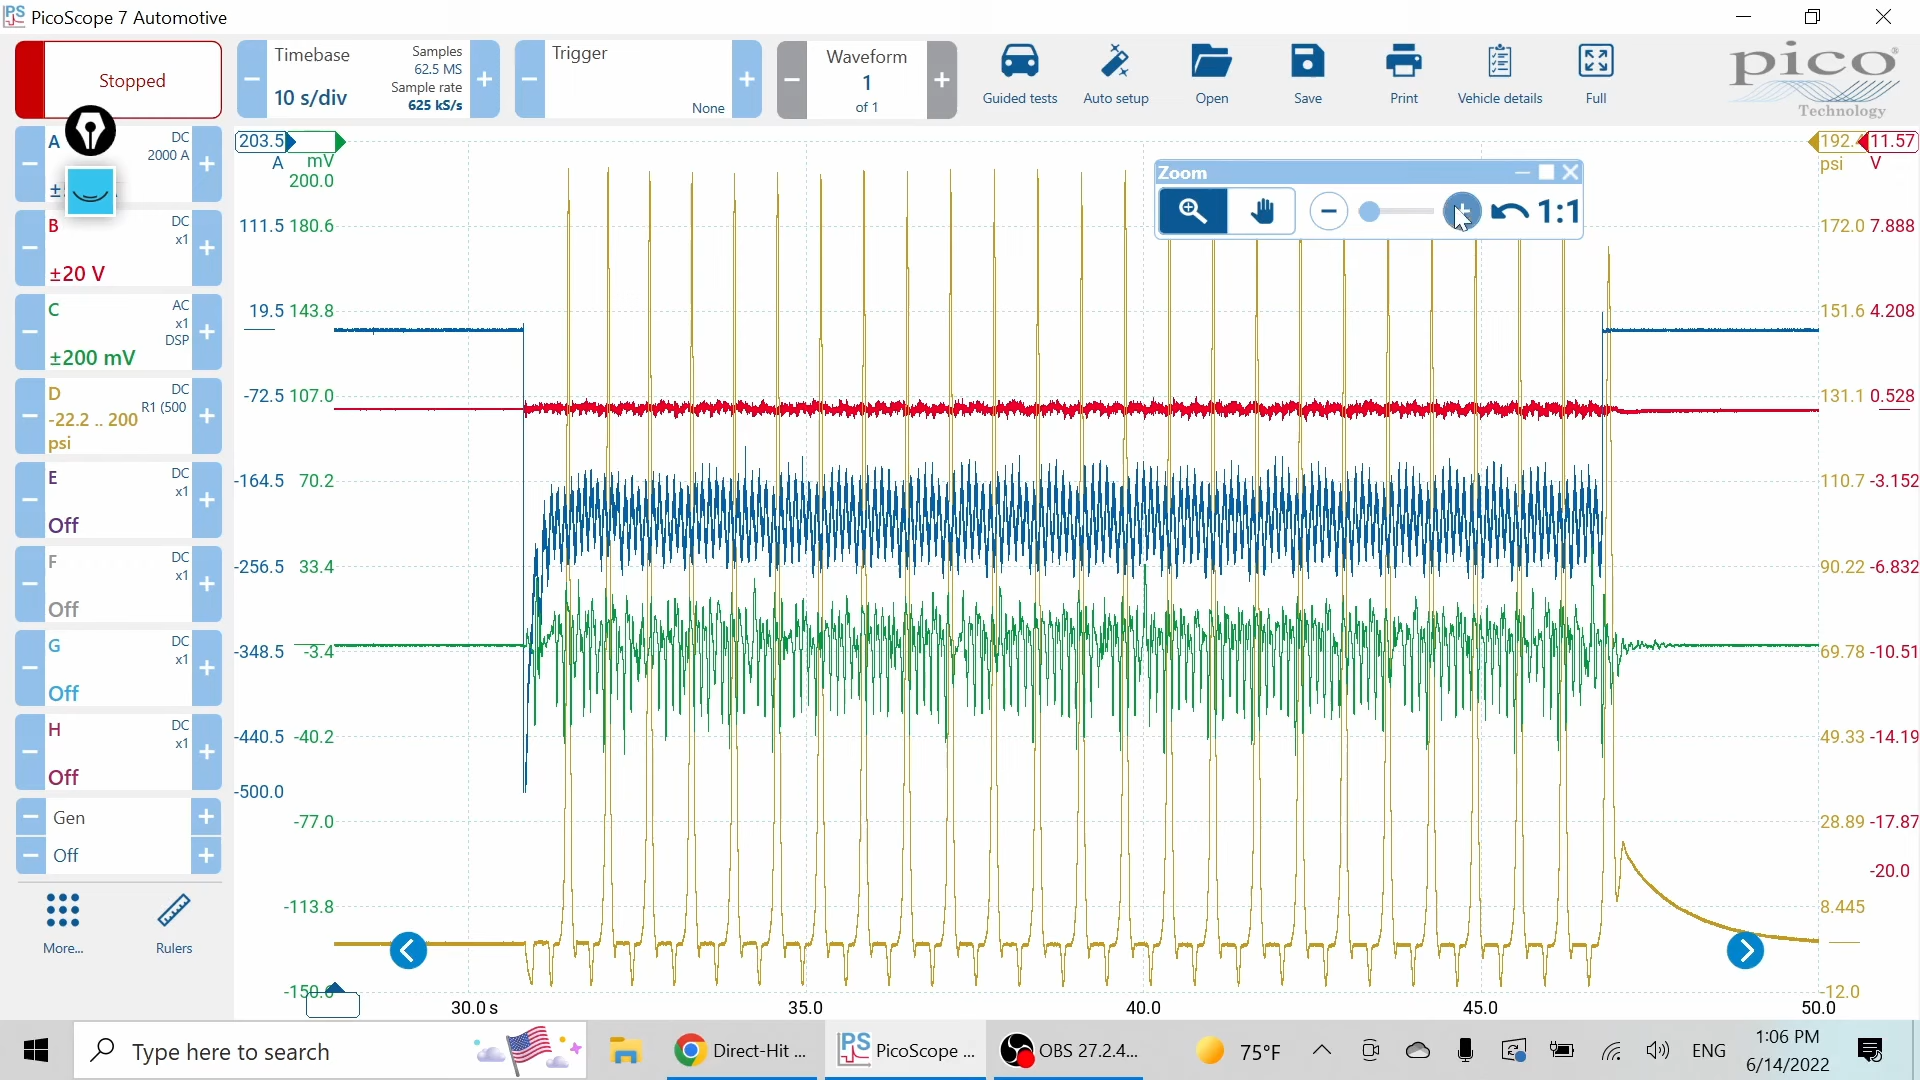 PicoScope 7 Automotive
Stopped
Timebase
10 s/div
Samples
62.5 MS
Sample rate
625 kS/s
Trigger
None
Waveform
1
of 1
Guided tests
Auto setup
Open
Save
Print
Vehicle details
Full
pico
Technology
A
DC
2000 A
B
DC
x1
±20 V
C
AC
x1
DSP
±200 mV
D
DC
R1 (500
-22.2 .. 200
psi
E
DC
x1
Off
F
DC
x1
Off
G
DC
x1
Off
H
DC
x1
Off
Gen
Off
More...
Rulers
203.5
A
mV
200.0
111.5 180.6
19.5 143.8
-72.5 107.0
-164.5 70.2
-256.5 33.4
-348.5 -3.4
-440.5 -40.2
-500.0
-77.0
-113.8
Zoom
1:1
11.57
psi
V
172.0 7.888
151.6 4.208
131.1 0.528
110.7 -3.152
90.22 -6.832
69.78 -10.51
49.33 -14.19
28.89 -17.87
-20.0
8.445
-12.0
30.0 s
35.0
40.0
45.0
50.0
Type here to search
Direct-Hit ...
PicoScope ...
OBS 27.2.4...
75°F
ENG
1:06 PM
6/14/2022